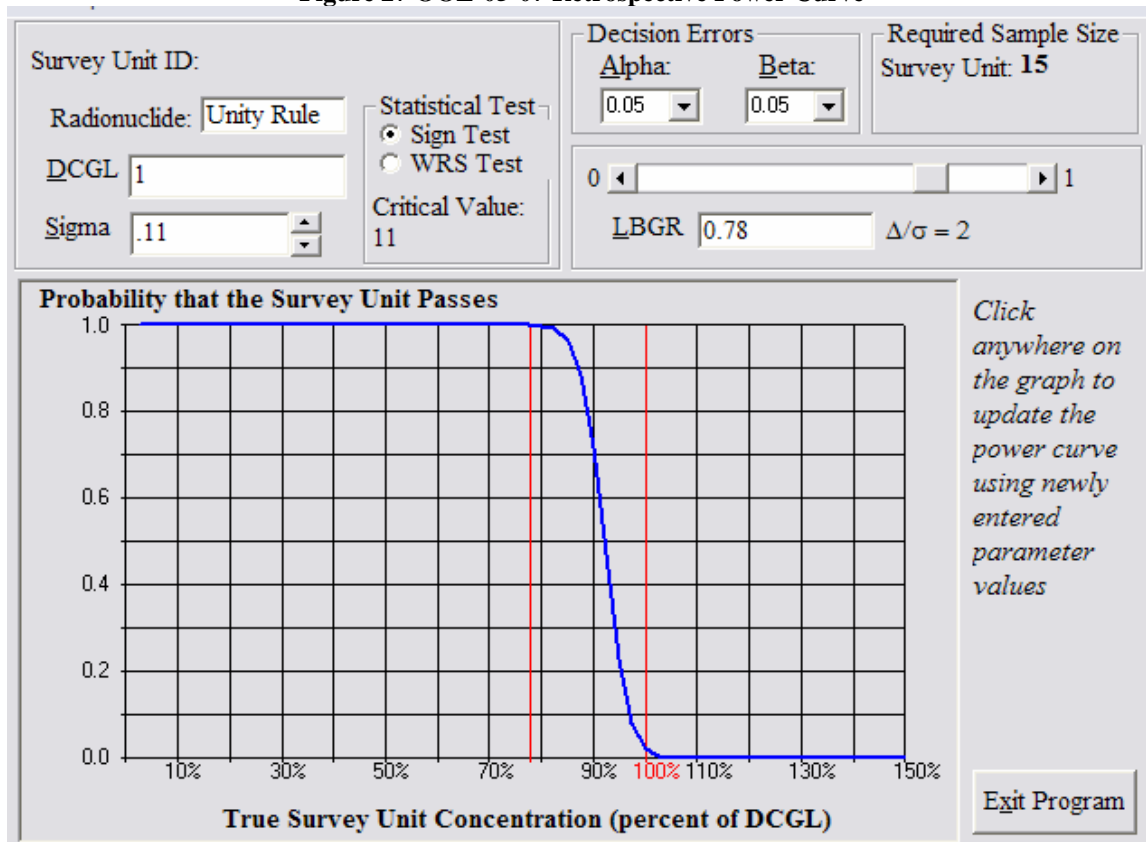 Retrospective Power Curve
Survey Unit ID:
Radionuclide: Unity Rule
DCGL 1
Sigma .11
Statistical Test
Sign Test
WRS Test
Critical Value:
11
Decision Errors
Alpha: Beta:
0.05 0.05
Required Sample Size
Survey Unit: 15
0 1
LBGR 0.78 Δ/σ = 2
Probability that the Survey Unit Passes
1.0
0.8
0.6
0.4
0.2
0.0
10% 30% 50% 70% 90% 100% 110% 130% 150%
True Survey Unit Concentration (percent of DCGL)
Click
anywhere on
the graph to
update the
power curve
using newly
entered
parameter
values
Exit Program